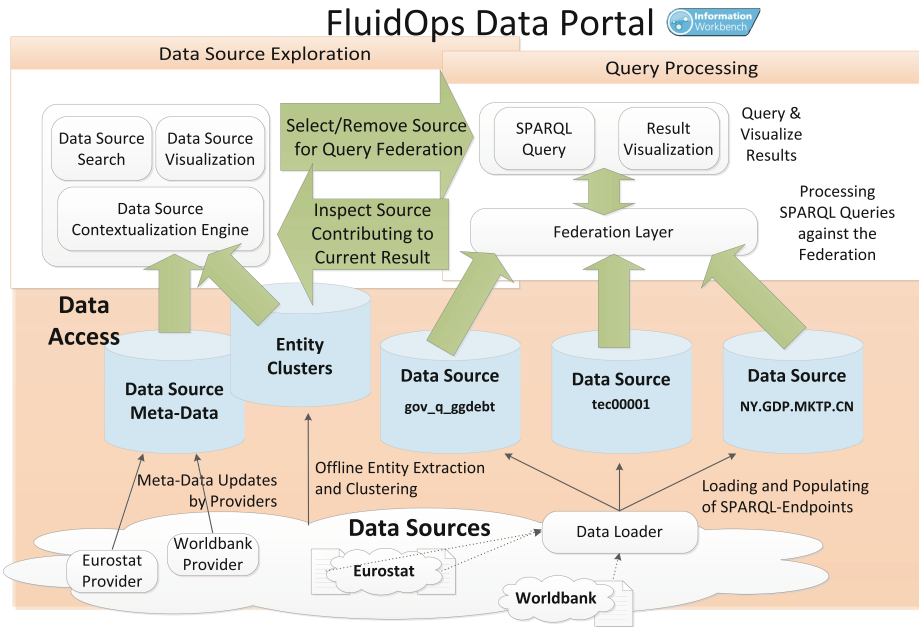 FluidOps Data Portal
Information
Workbench
Data Source Exploration
Query Processing
Data Source
Search
Data Source
Visualization
Data Source
Contextualization Engine
Select/Remove Source
for Query Federation
Inspect Source
Contributing to
Current Result
SPARQL
Query
Result
Visualization
Query &
Visualize
Results
Federation Layer
Processing
SPARQL Queries
against the
Federation
Data
Access
Data Source
Meta-Data
Entity
Clusters
Data Source
gov_q_ggdebt
Data Source
tec00001
Data Source
NY.GDP.MKTP.CN
Meta-Data Updates
by Providers
Offline Entity Extraction
and Clustering
Loading and Populating
of SPARQL-Endpoints
Data Sources
Eurostat
Provider
Worldbank
Provider
Eurostat
Data Loader
Worldbank